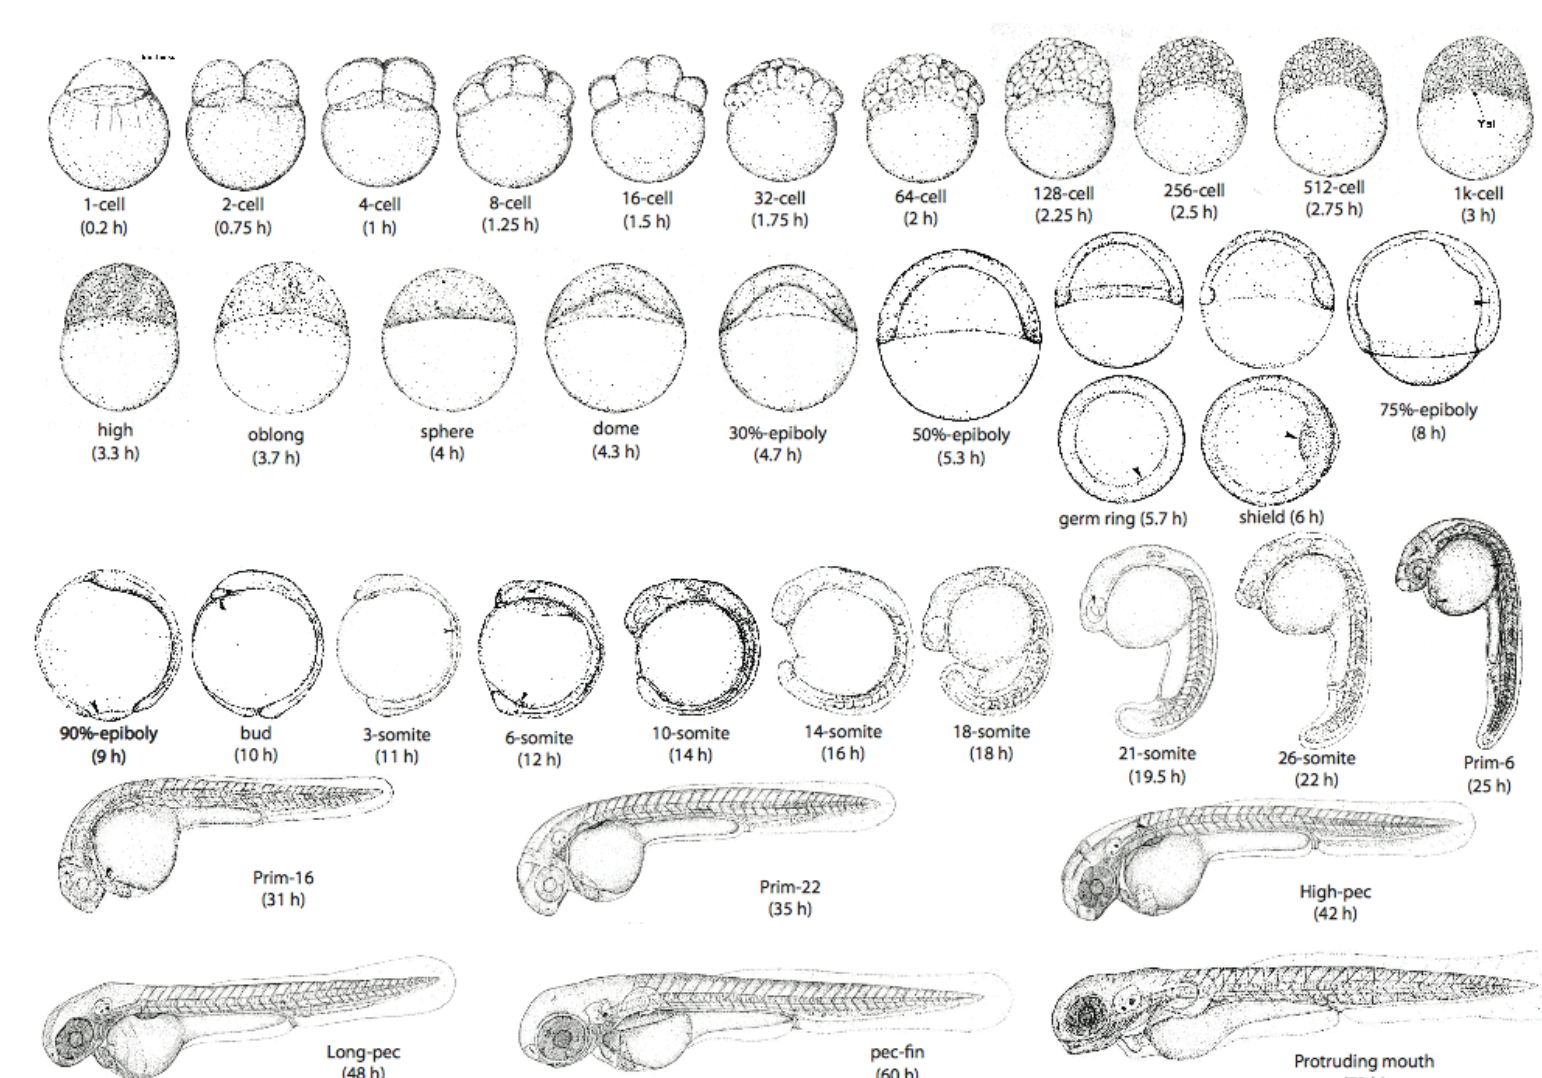 1-cell
(0.2 h)
2-cell
(0.75 h)
4-cell
(1 h)
8-cell
(1.25 h)
16-cell
(1.5 h)
32-cell
(1.75 h)
64-cell
(2 h)
128-cell
(2.25 h)
256-cell
(2.5 h)
512-cell
(2.75 h)
Ysl
1k-cell
(3 h)
high
(3.3 h)
oblong
(3.7 h)
sphere
(4 h)
dome
(4.3 h)
30%-epiboly
(4.7 h)
50%-epiboly
(5.3 h)
germ ring (5.7 h)
shield (6 h)
75%-epiboly
(8 h)
90%-epiboly
(9 h)
bud
(10 h)
3-somite
(11 h)
6-somite
(12 h)
10-somite
(14 h)
14-somite
(16 h)
18-somite
(18 h)
21-somite
(19.5 h)
26-somite
(22 h)
Prim-6
(25 h)
Prim-16
(31 h)
Prim-22
(35 h)
High-pec
(42 h)
Long-pec
(48 h)
pec-fin
(60 h)
Protruding mouth